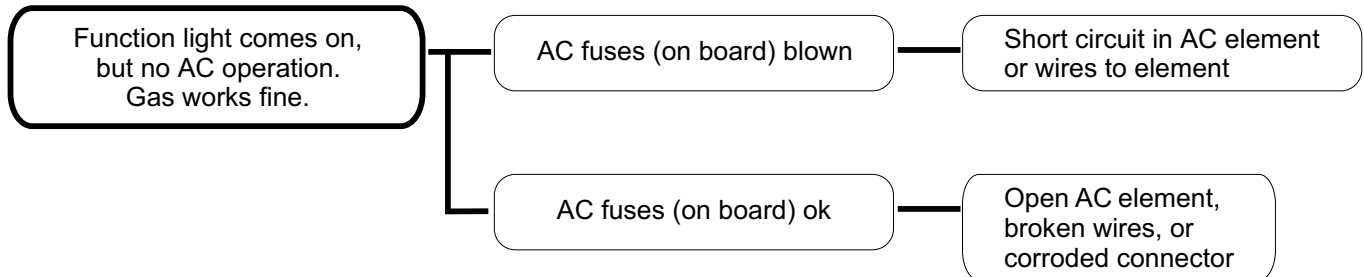 Function light comes on,
but no AC operation.
Gas works fine.
AC fuses (on board) blown
Short circuit in AC element
or wires to element
AC fuses (on board) ok
Open AC element,
broken wires, or
corroded connector